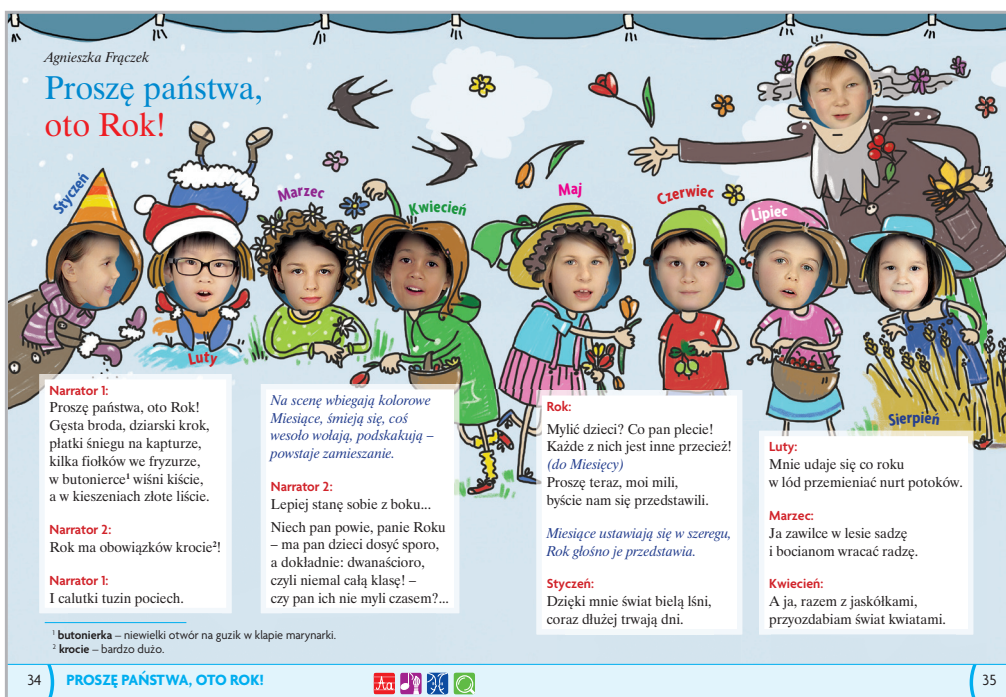 Agnieszka Frączek
Proszę państwa,
oto Rok!
Styczeń
Luty
Marzec
Kwiecień
Maj
Czerwiec
Lipiec
Sierpień
Narrator 1:
Proszę państwa, oto Rok!
Gęsta broda, dziarski krok,
płatki śniegu na kapturze,
kilka fiołków we fryzurze,
w butonierce¹ wiśni kiście,
a w kieszeniach złote liście.
Narrator 2:
Rok ma obowiązków krocie²!
Narrator 1:
I calutki tuzin pociech.
Na scenę wbiegają kolorowe
Miesiące, śmieją się, coś
wesoło wołają, podskakują –
powstaje zamieszanie.
Narrator 2:
Lepiej stanę sobie z boku...
Niech pan powie, panie Roku
– ma pan dzieci dosyć sporo,
a dokładnie: dwanaścioro,
czyli niemal całą klasę! –
czy pan ich nie myli czasem?...
Rok:
Mylić dzieci? Co pan plecie!
Każde z nich jest inne przecież!
(do Miesięcy)
Proszę teraz, moi mili,
byście nam się przedstawili.
Miesiące ustawiają się w szeregu,
Rok głośno je przedstawia.
Styczeń:
Dzięki mnie świat bielą lśni,
coraz dłużej trwają dni.
Luty:
Mnie udaje się co roku
w lód przemieniać nurt potoków.
Marzec:
Ja zawilce w lesie sadzę
i bocianom wracać radzę.
Kwiecień:
A ja, razem z jaskółkami,
przyozdabiam świat kwiatami.
¹ butonierka – niewielki otwór na guzik w klapie marynarki.
² krocie – bardzo dużo.
34 PROSZĘ PAŃSTWA, OTO ROK!
Aa
35